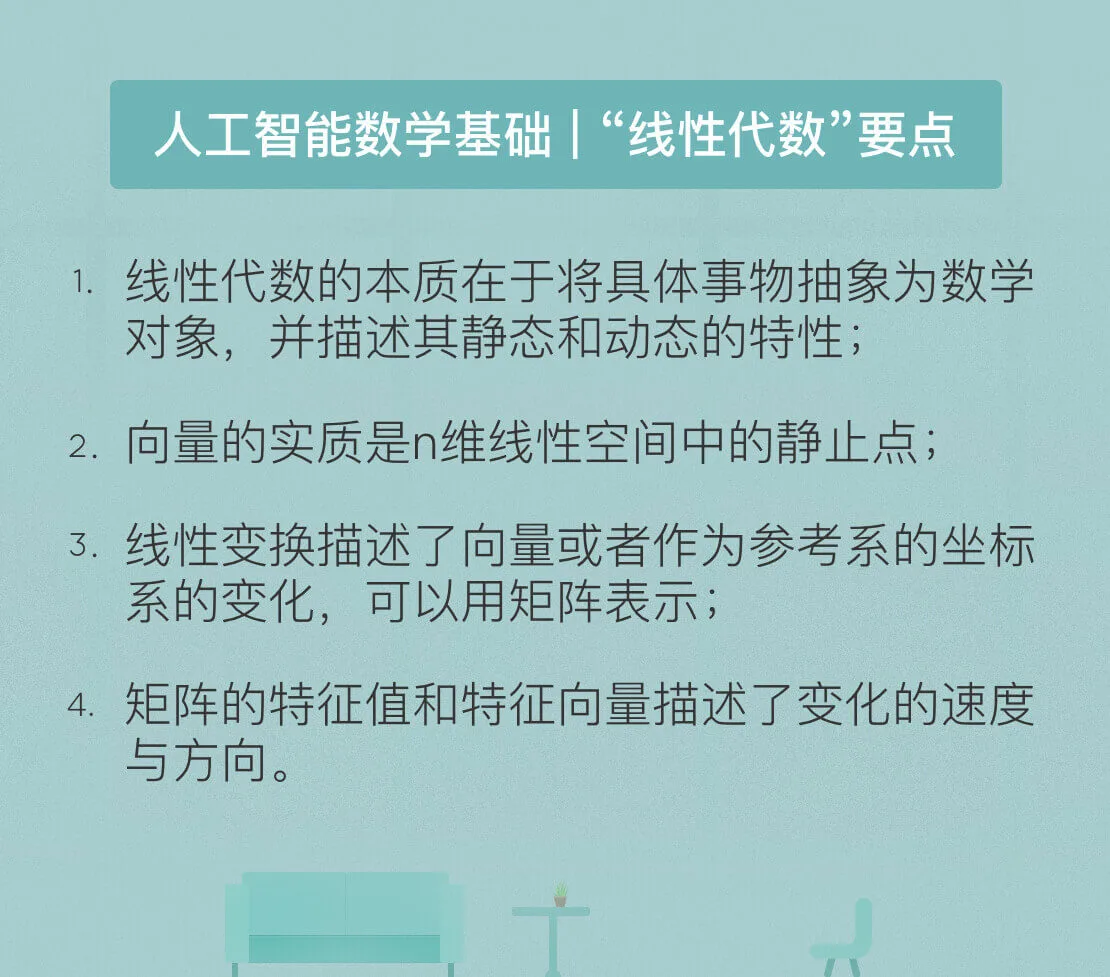 人工智能数学基础 | “线性代数”要点
1. 线性代数的本质在于将具体事物抽象为数学
对象，并描述其静态和动态的特性；
2. 向量的实质是n维线性空间中的静止点；
3. 线性变换描述了向量或者作为参考系的坐标
系的变化，可以用矩阵表示；
4. 矩阵的特征值和特征向量描述了变化的速度
与方向。